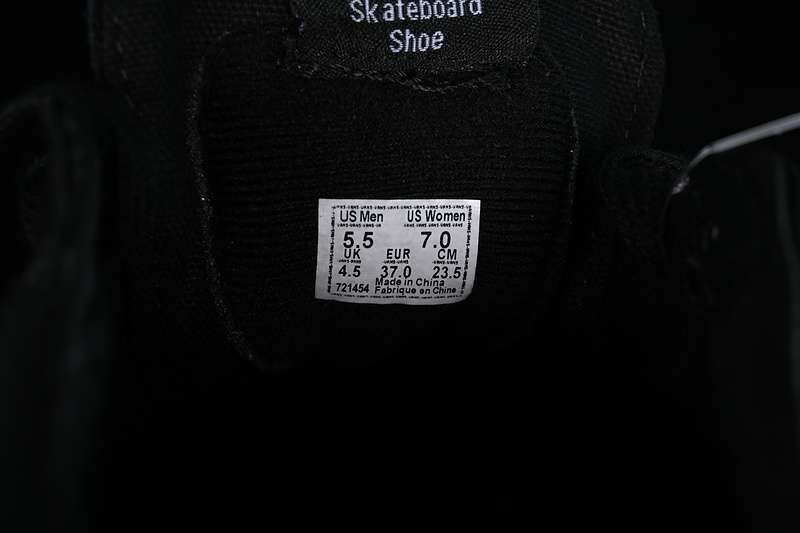 Skateboard
Shoe
US Men US Women
5.5 7.0
UK EUR CM
4.5 37.0 23.5
Made in China
721454 Fabrique en Chine